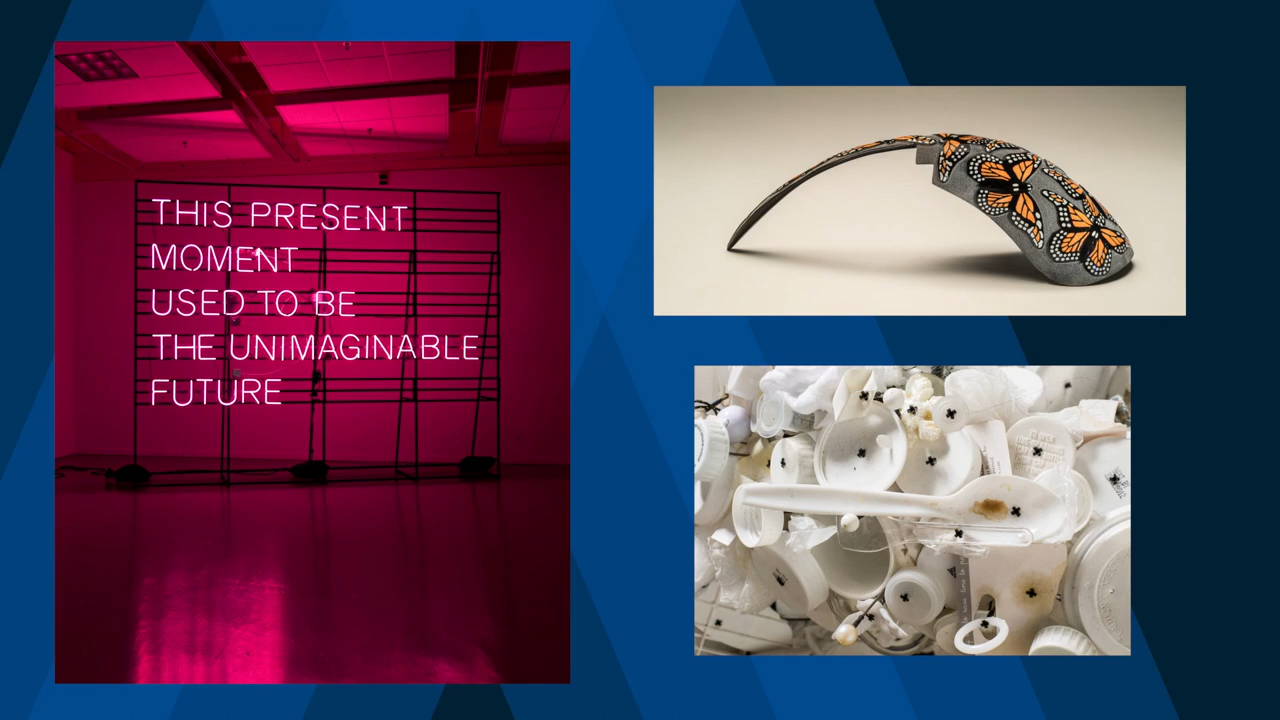 THIS PRESENT
MOMENT
USED TO BE
THE UNIMAGINABLE
FUTURE